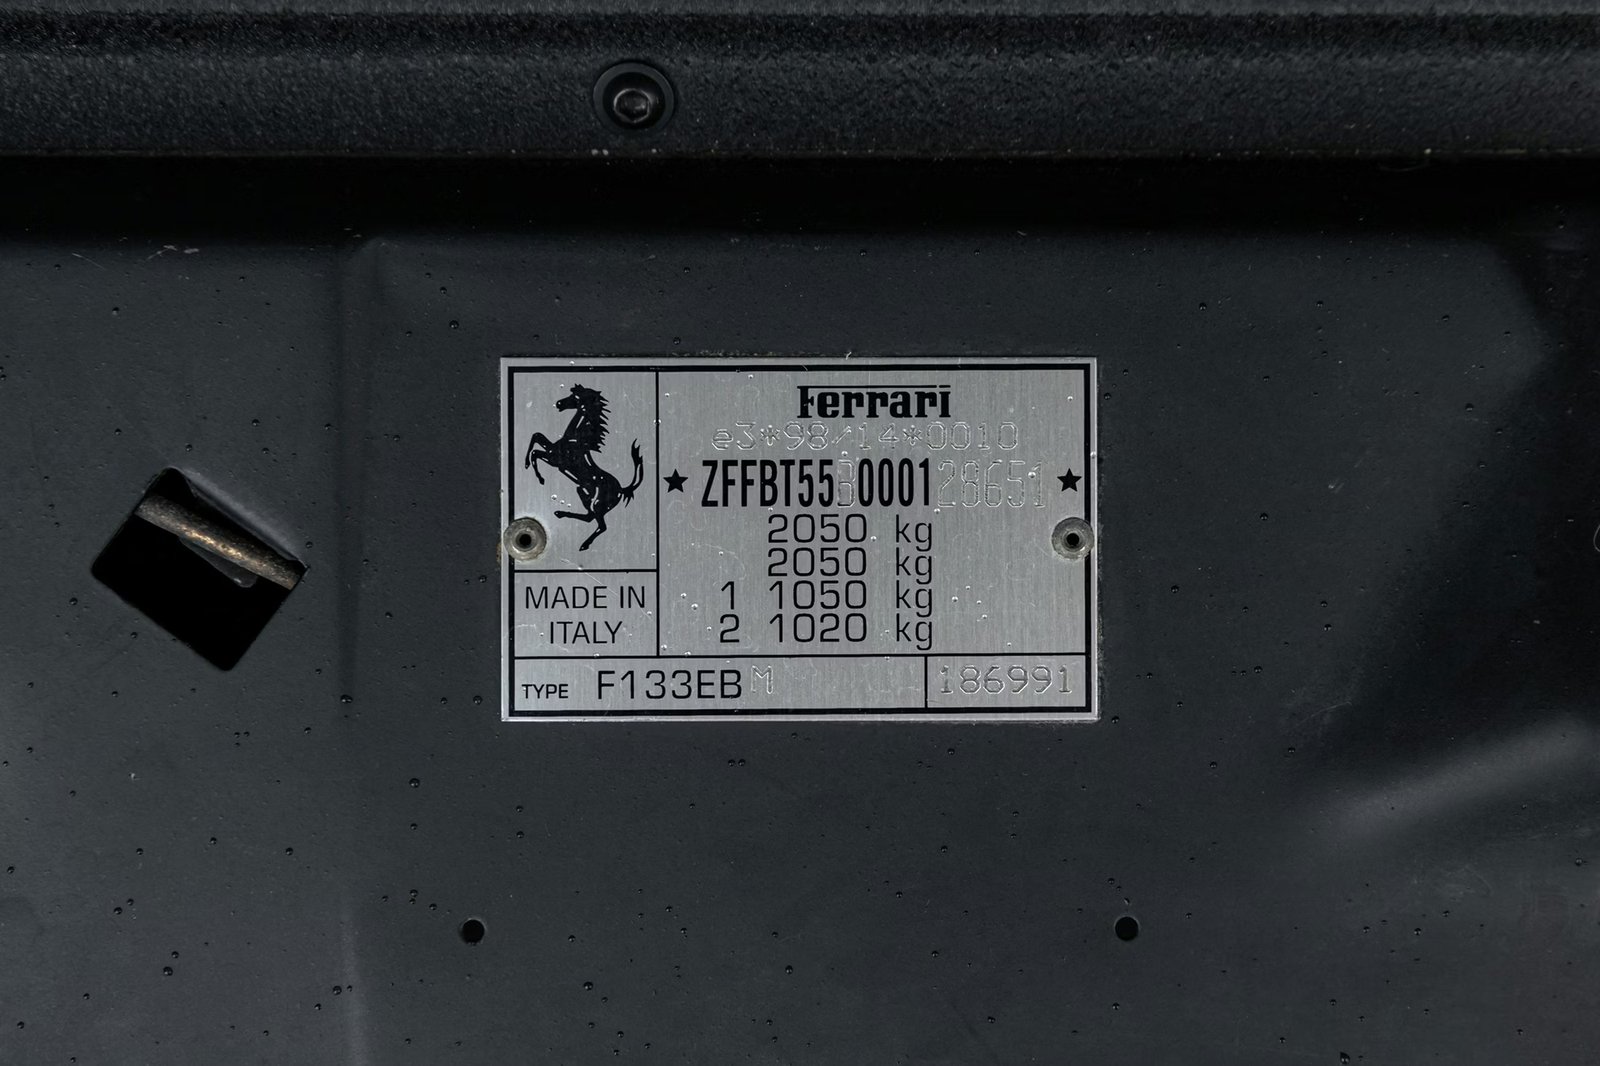 Ferrari
e3*98/14*0010
★ ZFFBT55B000128651 ★
2050 kg
2050 kg
1 1050 kg
2 1020 kg
MADE IN
ITALY
TYPE F133EBM
186991